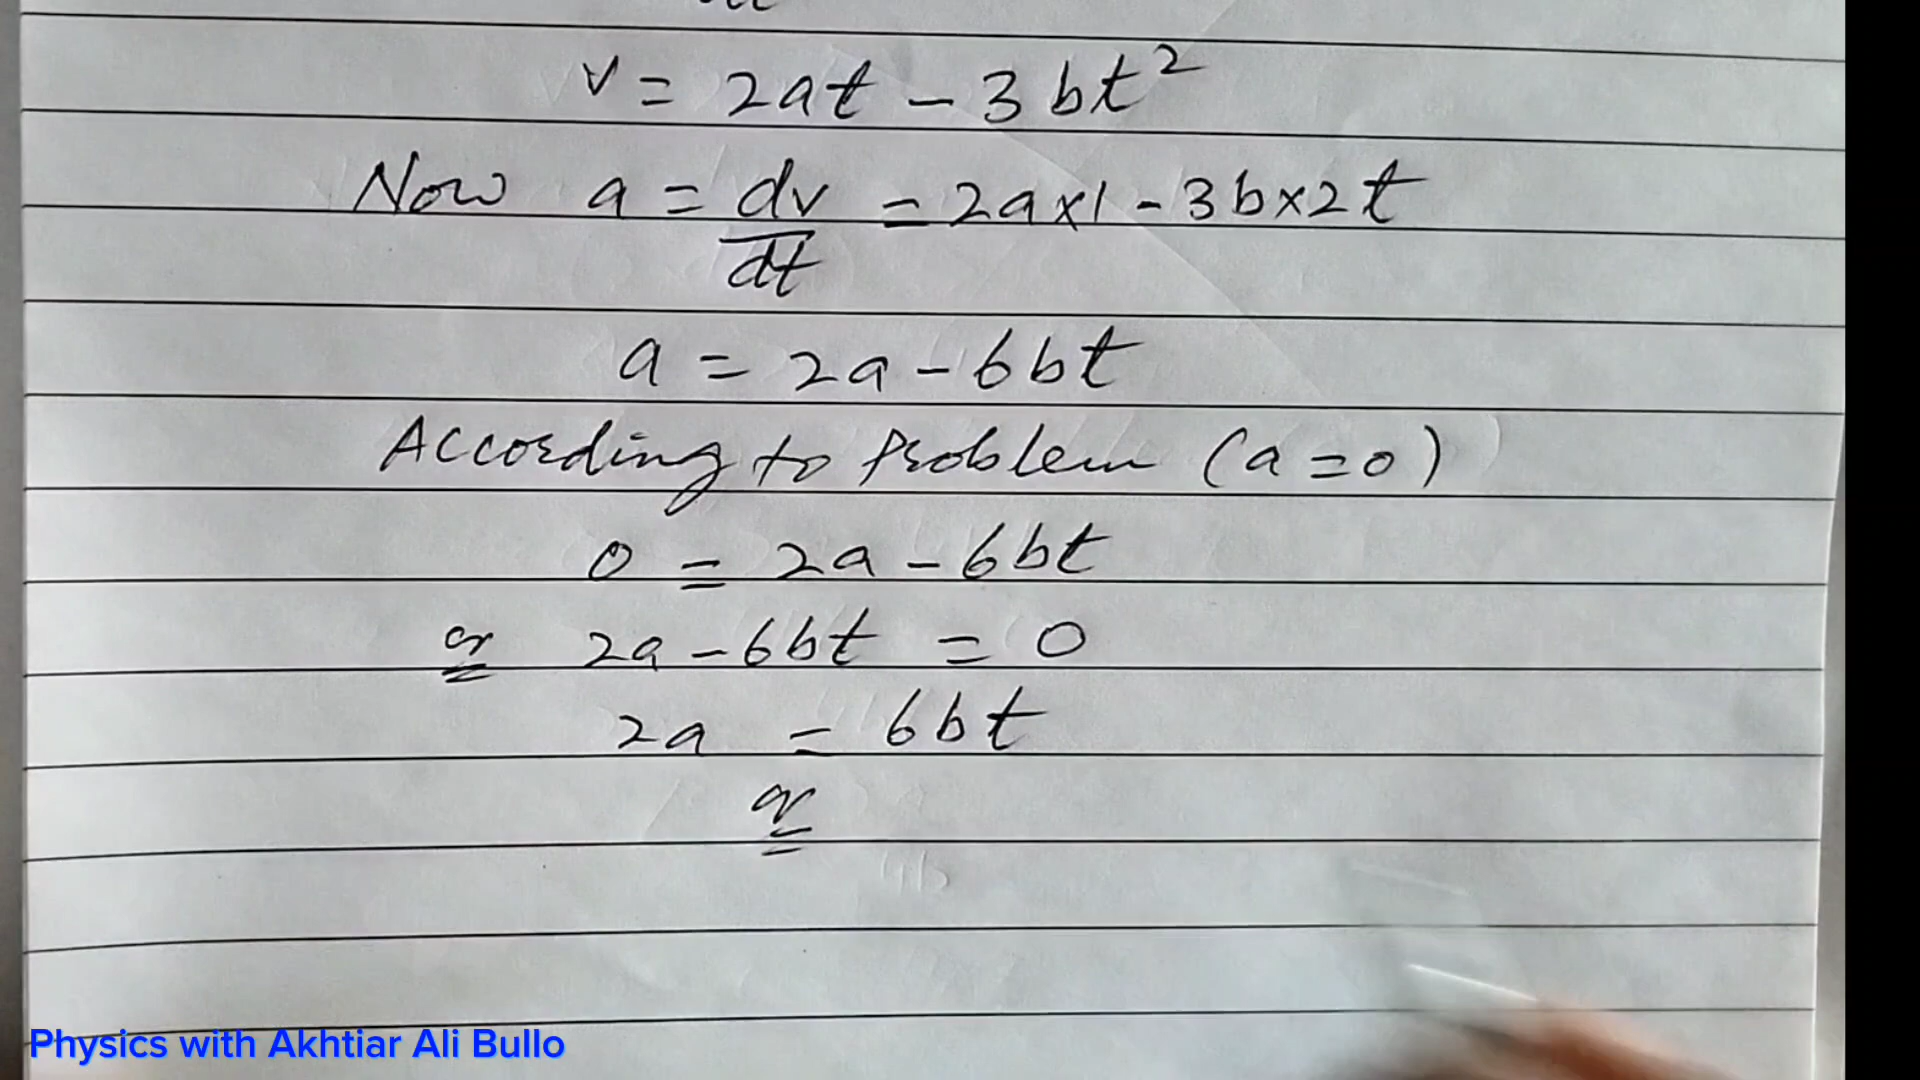 v = 2at - 3bt²
Now a = dv/dt = 2a×1 - 3b×2t
a = 2a - 6bt
According to Problem (a=0)
0 = 2a - 6bt
or 2a - 6bt = 0
2a = 6bt
or
Physics with Akhtiar Ali Bullo